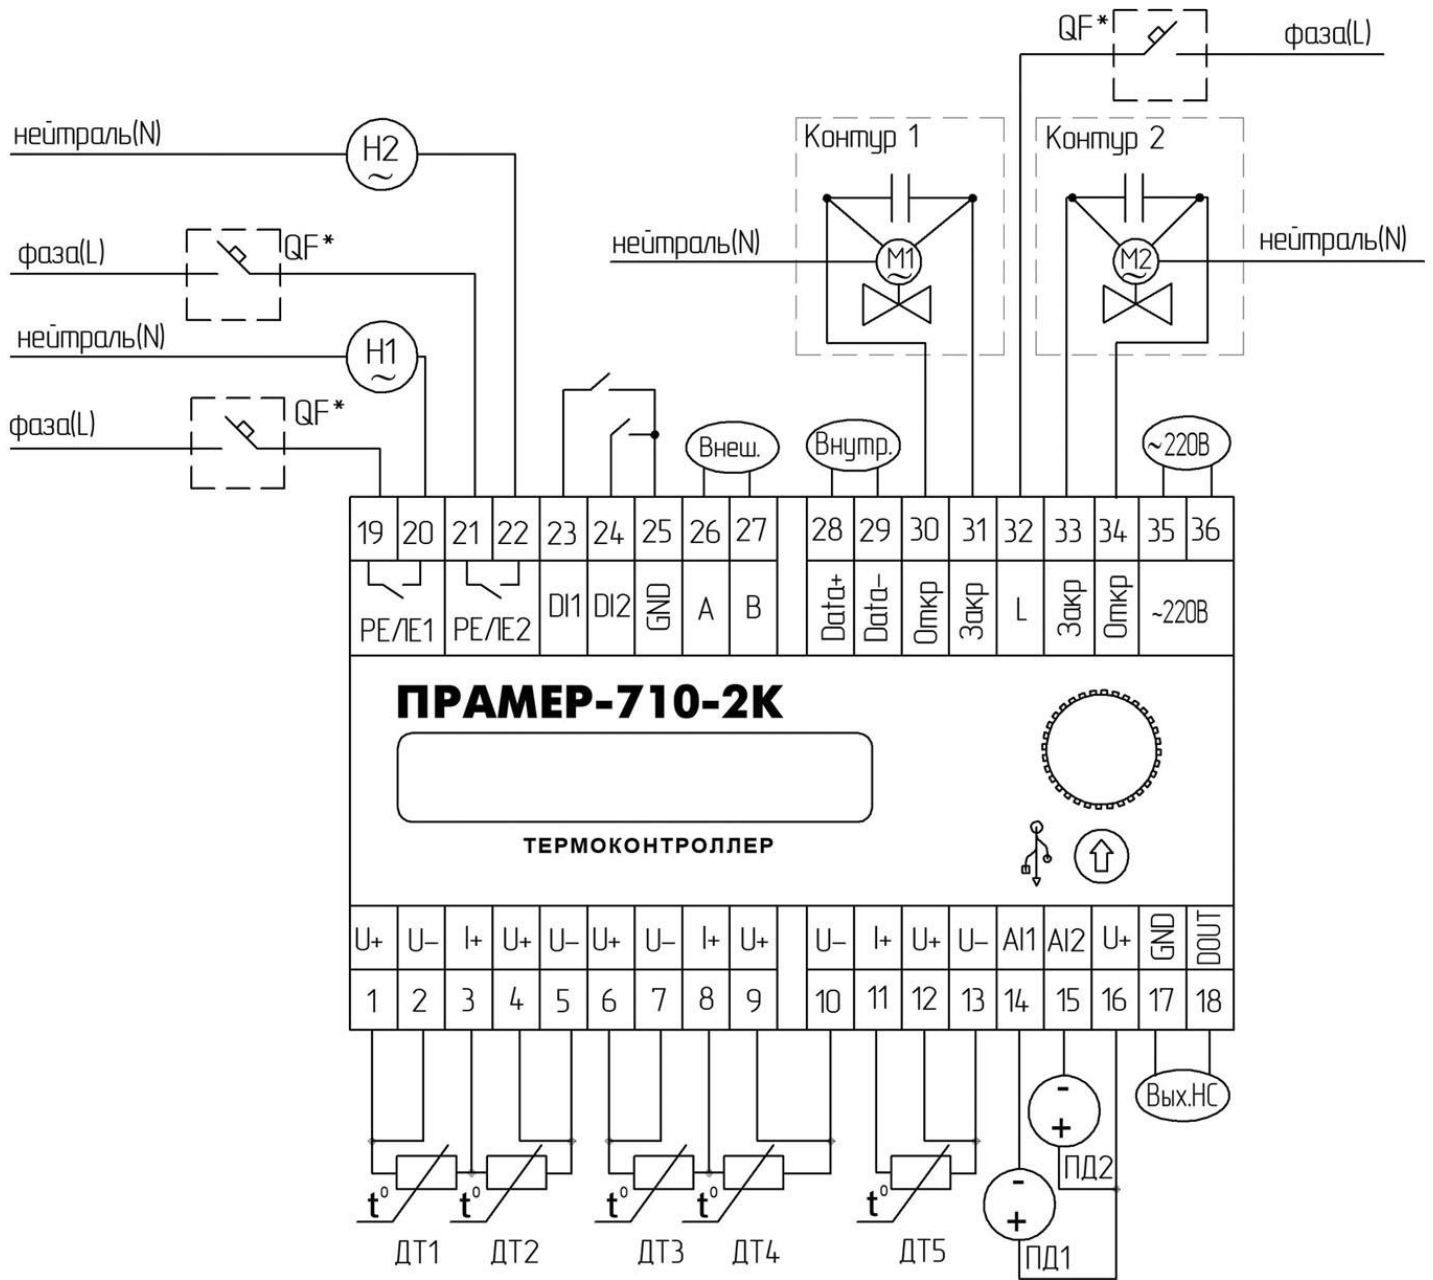 QF*
фаза(L)
нейтраль(N)
H2
~
Контур 1
Контур 2
фаза(L)
QF*
нейтраль(N)
M1
~
M2
~
нейтраль(N)
нейтраль(N)
H1
~
QF*
фаза(L)
Внеш.
Внутр.
~220В
19 20 21 22 23 24 25 26 27 28 29 30 31 32 33 34 35 36
РЕЛЕ1 РЕЛЕ2 DI1 DI2 GND A B Data+ Data- Откр Закр L Закр Откр ~220В
ПРАМЕР-710-2К
ТЕРМОКОНТРОЛЛЕР
U+ U- I+ U+ U- U+ U- I+ U+ U- I+ U+ U- AI1 AI2 U+ GND DOUT
1 2 3 4 5 6 7 8 9 10 11 12 13 14 15 16 17 18
- +
Вых.НС
ПД2
- +
t° t° t° t° t°
ДТ1 ДТ2 ДТ3 ДТ4 ДТ5 ПД1